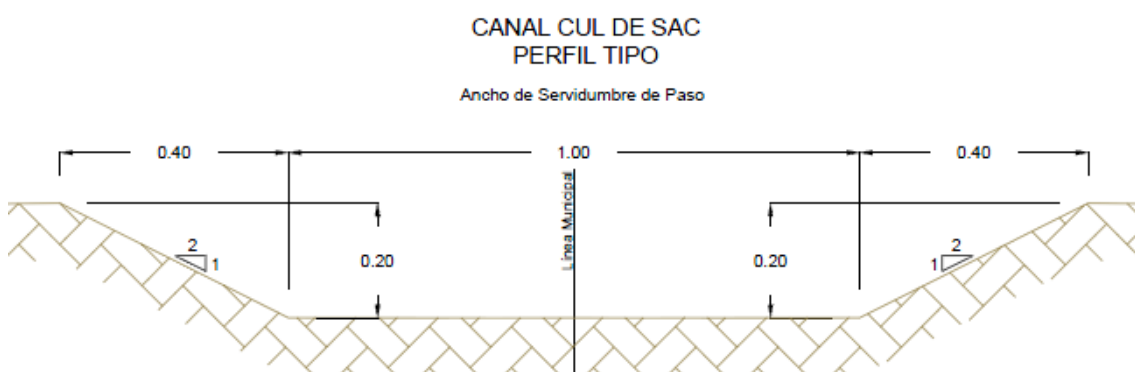 CANAL CUL DE SAC
PERFIL TIPO
Ancho de Servidumbre de Paso
0.40
1.00
0.40
Línea Municipal
2
1
0.20
0.20
2
1